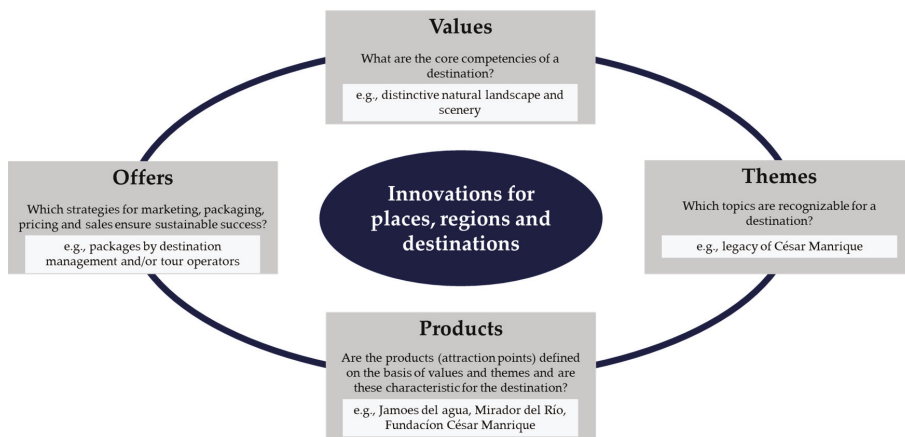 Values
What are the core competencies of a
destination?
e.g., distinctive natural landscape and
scenery
Offers
Which strategies for marketing, packaging,
pricing and sales ensure sustainable success?
e.g., packages by destination
management and/or tour operators
Innovations for
places, regions and
destinations
Themes
Which topics are recognizable for a
destination?
e.g., legacy of César Manrique
Products
Are the products (attraction points) defined
on the basis of values and themes and are
these characteristic for the destination?
e.g., Jamoes del agua, Mirador del Río,
Fundacíon César Manrique